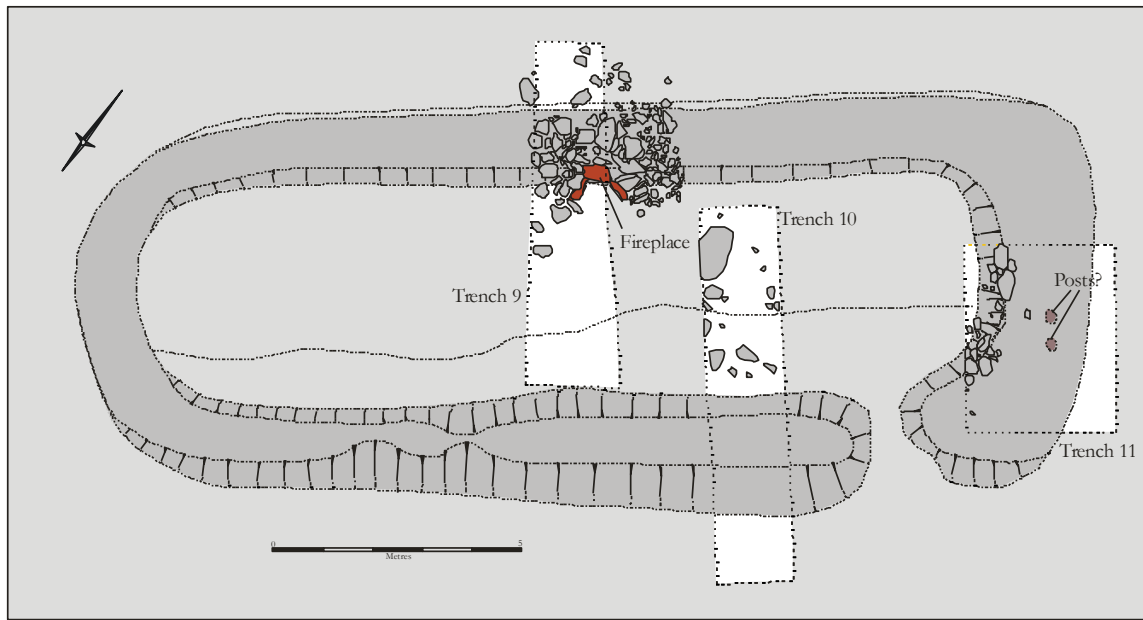 Trench 10
Fireplace
Posts?
Trench 9
Trench 11
0
5
Metres